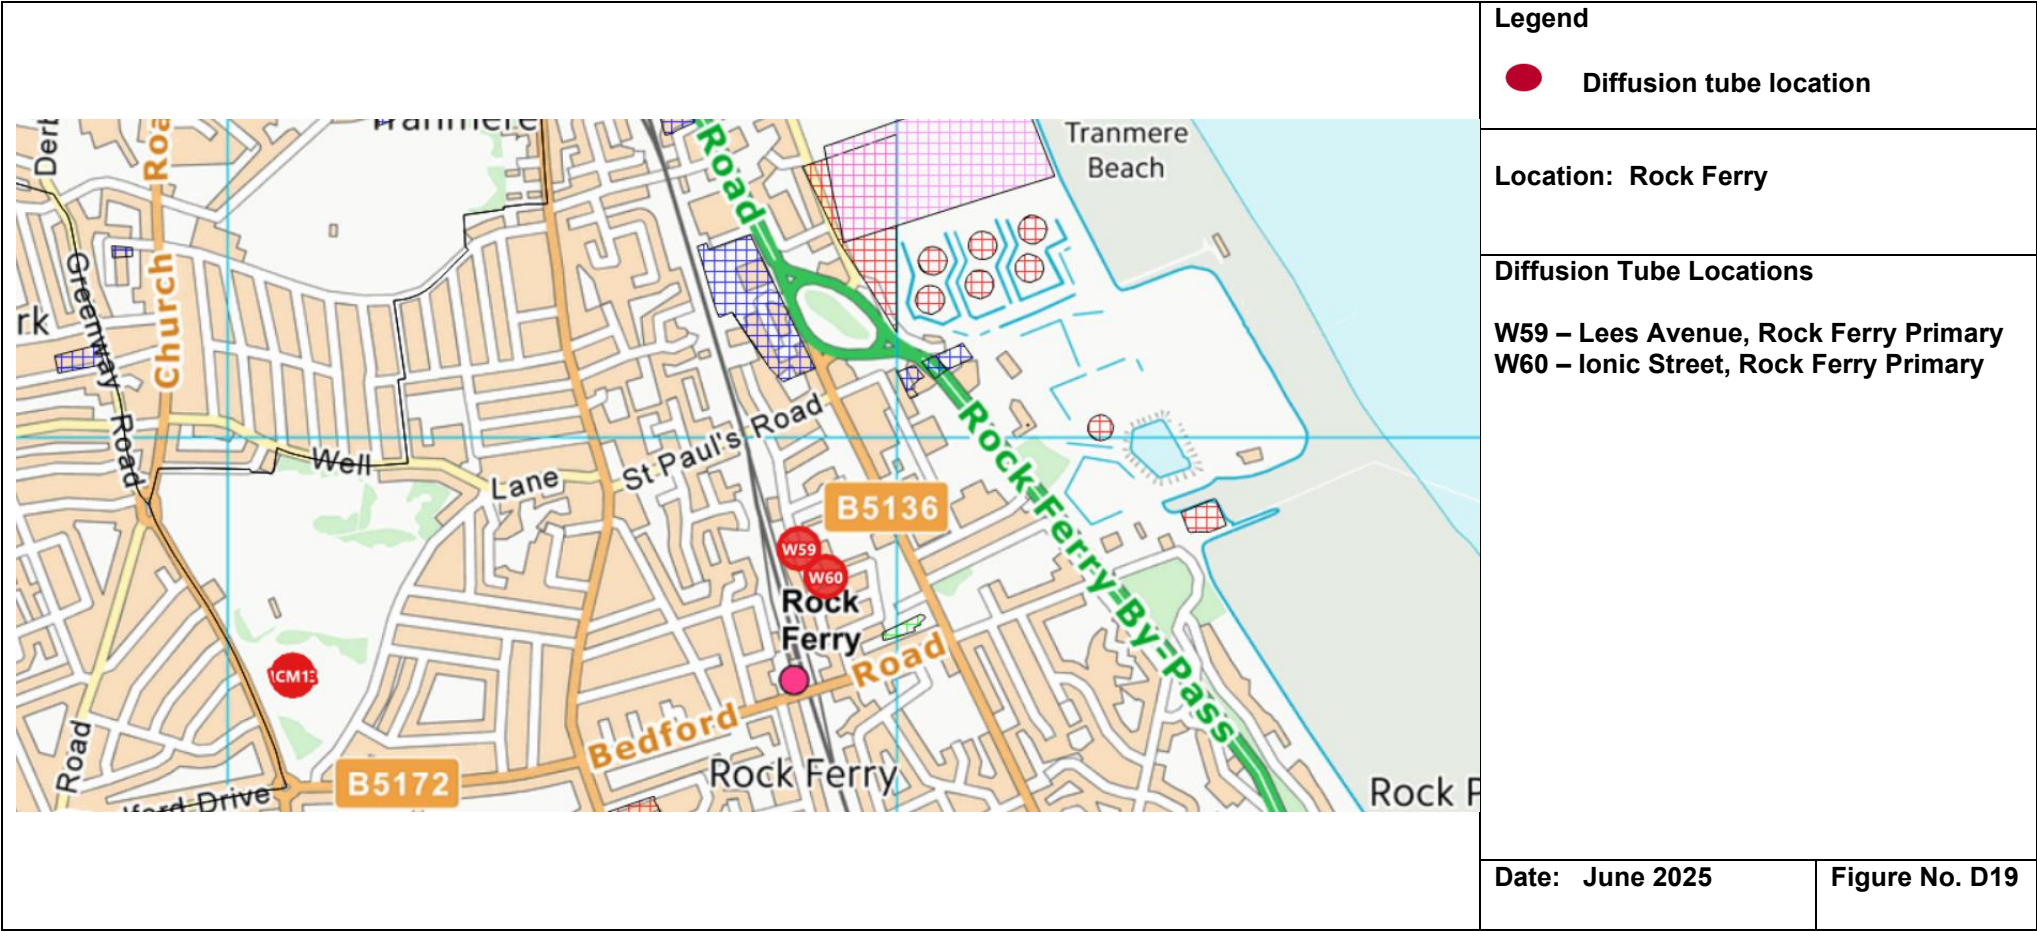 Legend
Diffusion tube location
Location: Rock Ferry
Diffusion Tube Locations
W59 – Lees Avenue, Rock Ferry Primary
W60 – Ionic Street, Rock Ferry Primary
Date: June 2025
Figure No. D19
Tranmere
Beach
Road
Church
Greenway Road
Well
Lane
St Paul's Road
B5136
Rock Ferry By-Pass
W59
W60
Rock
Ferry
Bedford Road
B5172
Rock Ferry
Road
Drive
Rock